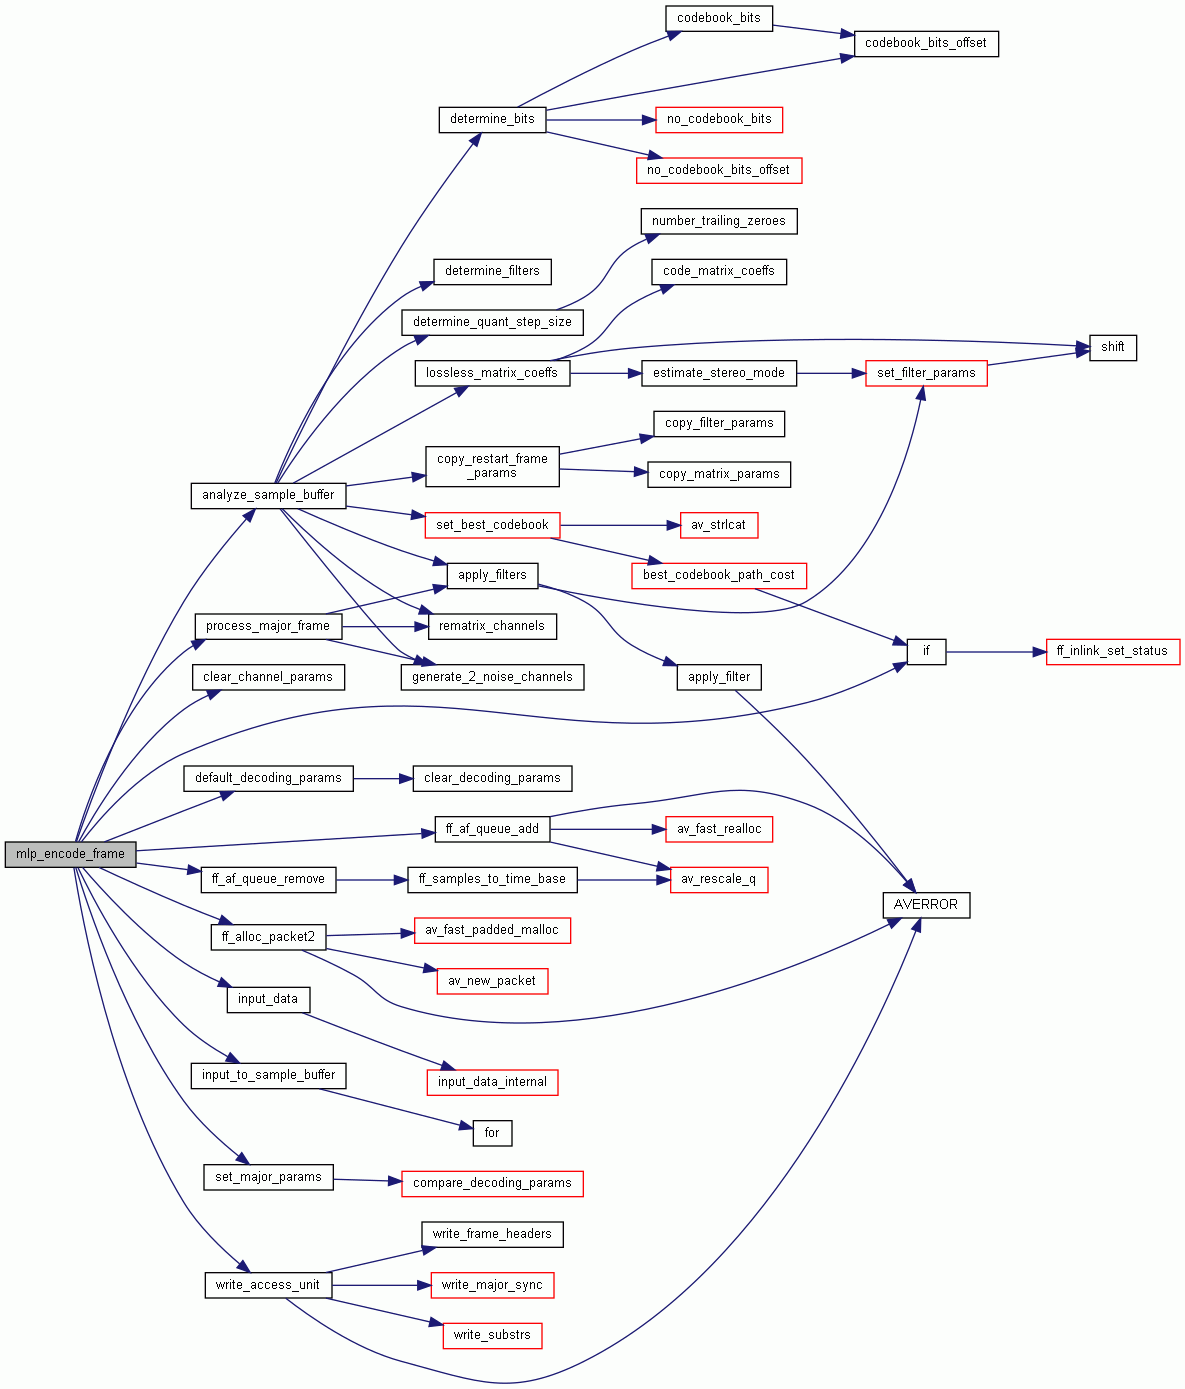 codebook_bits
codebook_bits_offset
determine_bits
no_codebook_bits
no_codebook_bits_offset
number_trailing_zeroes
determine_filters
code_matrix_coeffs
determine_quant_step_size
shift
lossless_matrix_coeffs
estimate_stereo_mode
set_filter_params
copy_filter_params
copy_restart_frame
_params
copy_matrix_params
analyze_sample_buffer
set_best_codebook
av_strlcat
apply_filters
best_codebook_path_cost
process_major_frame
rematrix_channels
if
ff_inlink_set_status
clear_channel_params
generate_2_noise_channels
apply_filter
default_decoding_params
clear_decoding_params
ff_af_queue_add
av_fast_realloc
mlp_encode_frame
ff_af_queue_remove
ff_samples_to_time_base
av_rescale_q
AVERROR
ff_alloc_packet2
av_fast_padded_malloc
av_new_packet
input_data
input_to_sample_buffer
input_data_internal
for
set_major_params
compare_decoding_params
write_frame_headers
write_access_unit
write_major_sync
write_substrs